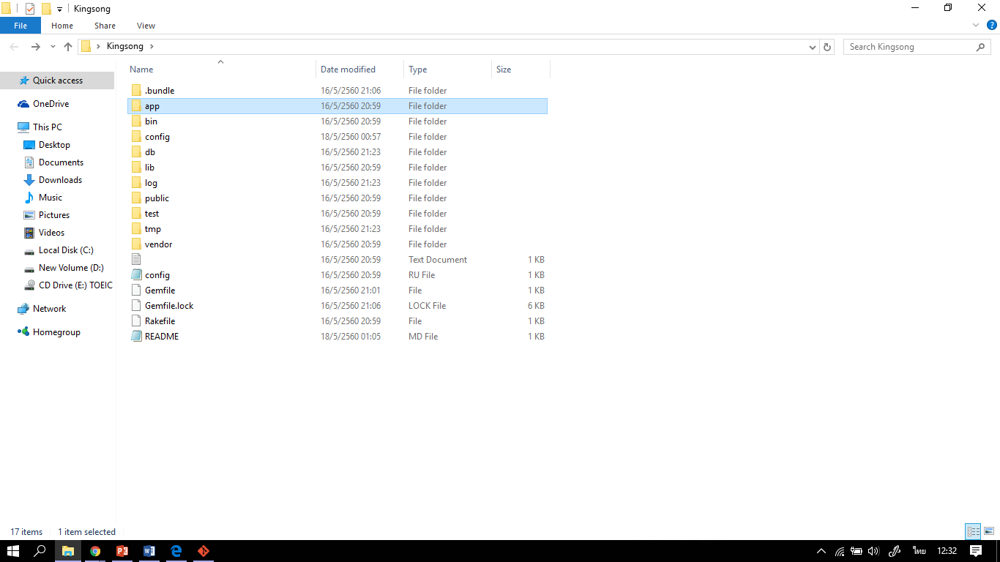 Kingsong
File Home Share View
Kingsong
Search Kingsong
Name Date modified Type Size
Quick access
OneDrive
This PC
Desktop
Documents
Downloads
Music
Pictures
Videos
Local Disk (C:)
New Volume (D:)
CD Drive (E:) TOEIC
Network
Homegroup
.bundle 16/5/2560 21:06 File folder
app 16/5/2560 20:59 File folder
bin 16/5/2560 20:59 File folder
config 18/5/2560 00:57 File folder
db 16/5/2560 21:23 File folder
lib 16/5/2560 20:59 File folder
log 16/5/2560 21:23 File folder
public 16/5/2560 20:59 File folder
test 16/5/2560 20:59 File folder
tmp 16/5/2560 21:23 File folder
vendor 16/5/2560 20:59 File folder
16/5/2560 20:59 Text Document 1 KB
config 16/5/2560 20:59 RU File 1 KB
Gemfile 16/5/2560 21:01 File 1 KB
Gemfile.lock 16/5/2560 21:06 LOCK File 6 KB
Rakefile 16/5/2560 20:59 File 1 KB
README 18/5/2560 01:05 MD File 1 KB
17 items 1 item selected
ไทย 12:32